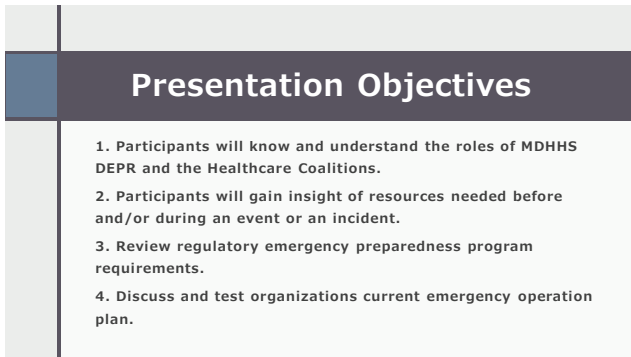 Presentation Objectives
1. Participants will know and understand the roles of MDHHS
DEPR and the Healthcare Coalitions.
2. Participants will gain insight of resources needed before
and/or during an event or an incident.
3. Review regulatory emergency preparedness program
requirements.
4. Discuss and test organizations current emergency operation
plan.